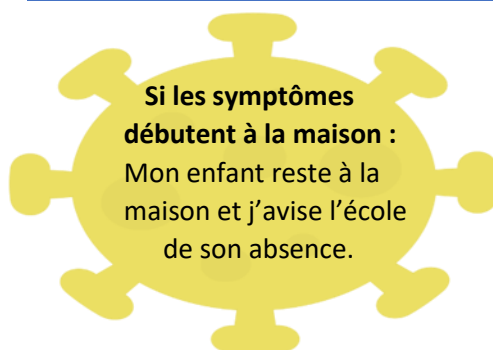 Si les symptômes
débutent à la maison :
Mon enfant reste à la
maison et j’avise l’école
de son absence.